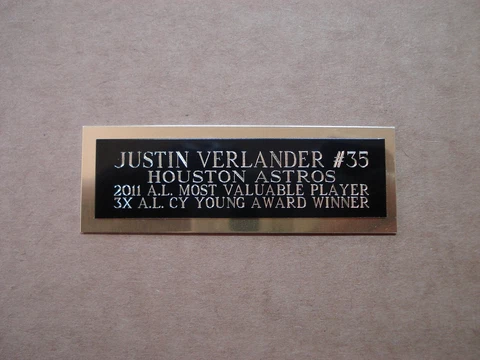 JUSTIN VERLANDER #35
HOUSTON ASTROS
2011 A.L. MOST VALUABLE PLAYER
3X A.L. CY YOUNG AWARD WINNER